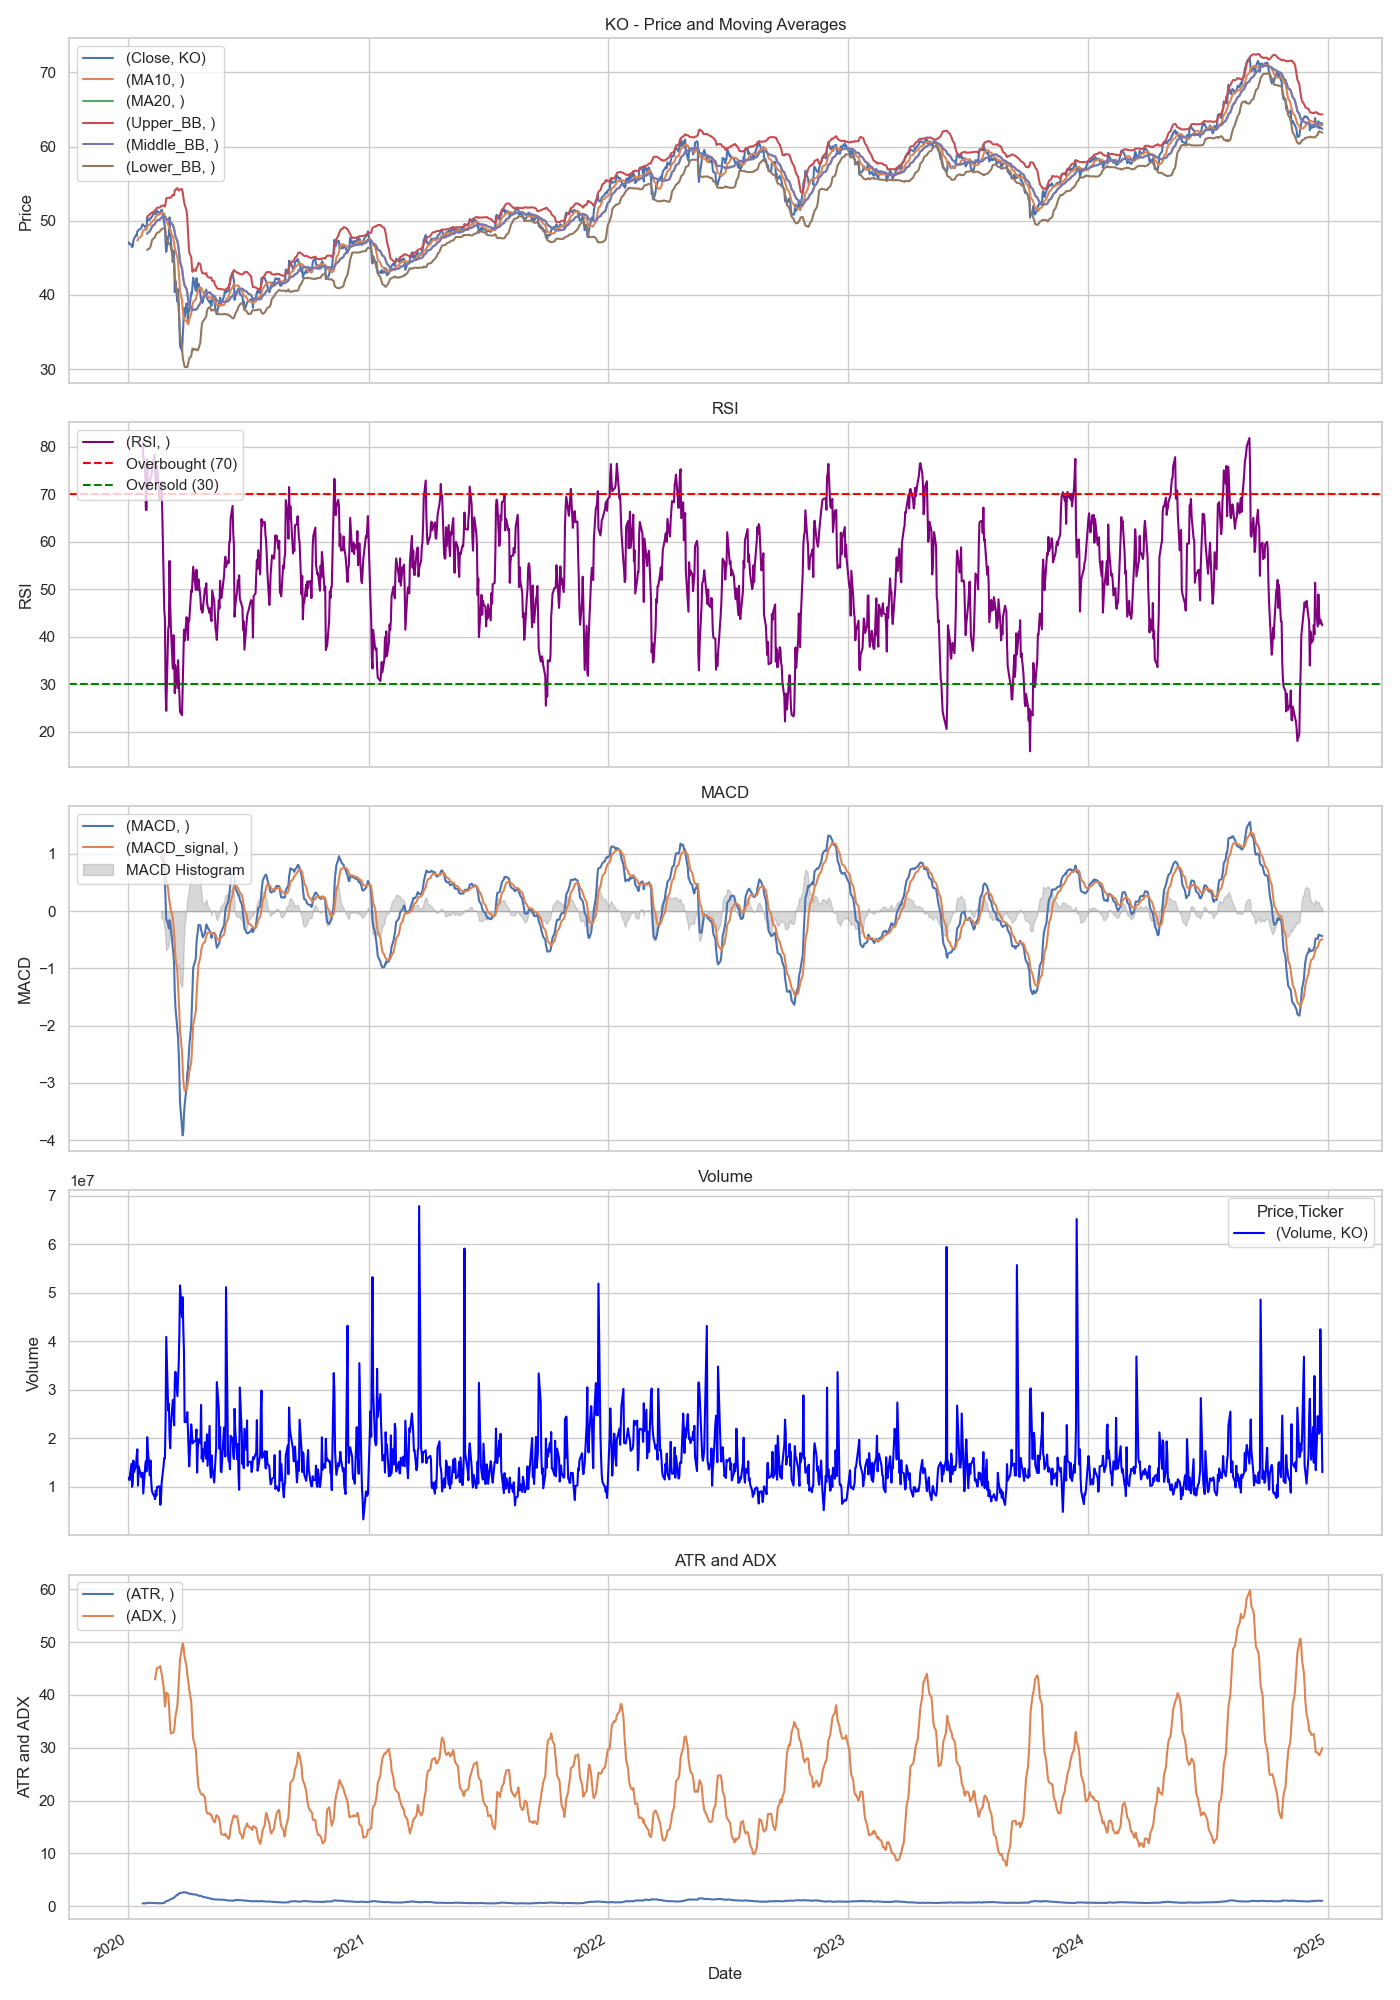 KO - Price and Moving Averages
(Close, KO)
(MA10, )
(MA20, )
(Upper_BB, )
(Middle_BB, )
(Lower_BB, )
Price
70
60
50
40
30
RSI
(RSI, )
Overbought (70)
Oversold (30)
RSI
80
70
60
50
40
30
20
MACD
(MACD, )
(MACD_signal, )
MACD Histogram
MACD
1
0
−1
−2
−3
−4
Volume
1e7
Price,Ticker
(Volume, KO)
Volume
7
6
5
4
3
2
1
ATR and ADX
(ATR, )
(ADX, )
ATR and ADX
60
50
40
30
20
10
0
2020
2021
2022
2023
2024
2025
Date